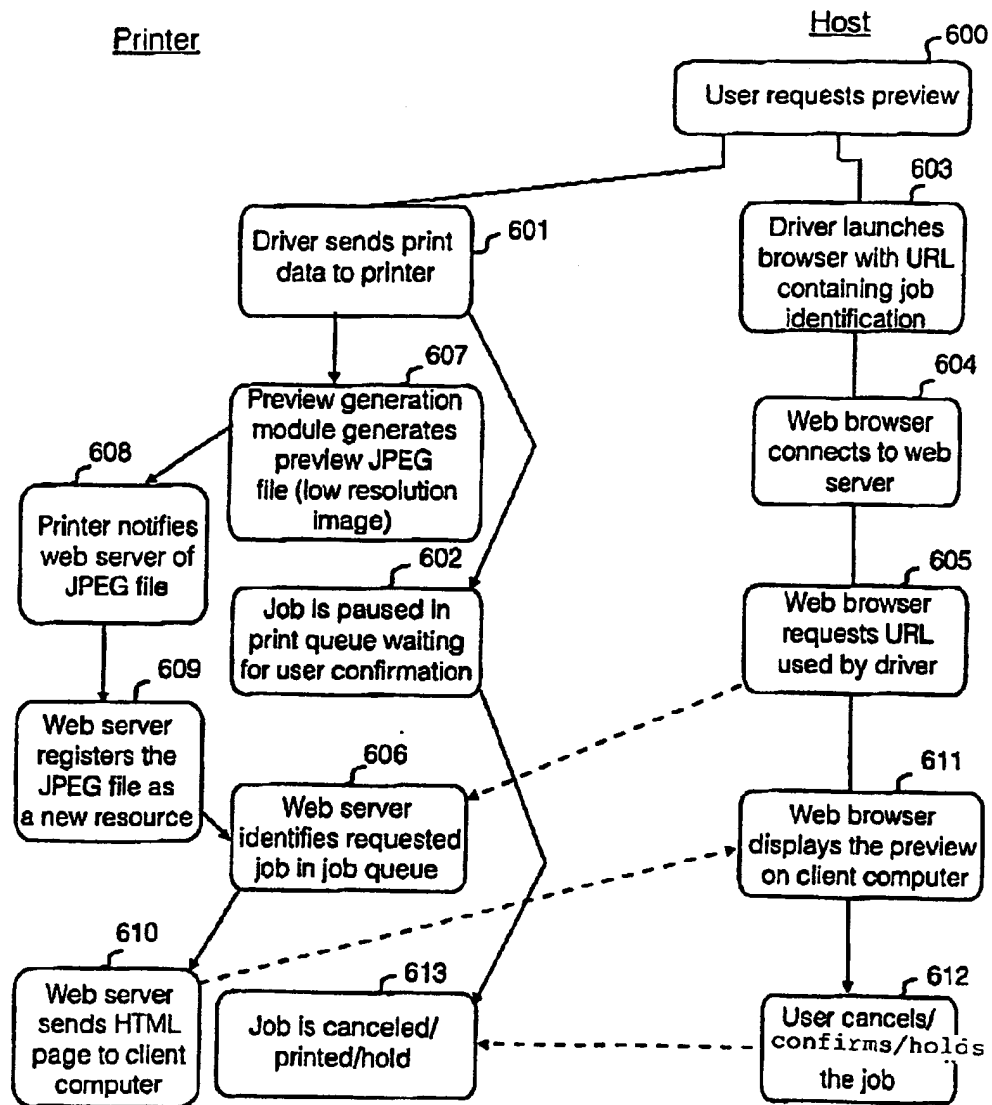 Printer
Host
600
User requests preview
603
Driver launches
browser with URL
containing job
identification
601
Driver sends print
data to printer
607
Preview generation
module generates
preview JPEG
file (low resolution
image)
604
Web browser
connects to web
server
608
Printer notifies
web server of
JPEG file
602
Job is paused in
print queue waiting
for user confirmation
605
Web browser
requests URL
used by driver
609
Web server
registers the
JPEG file as
a new resource
606
Web server
identifies requested
job in job queue
611
Web browser
displays the preview
on client computer
610
Web server
sends HTML
page to client
computer
613
Job is canceled/
printed/hold
612
User cancels/
confirms/holds
the job